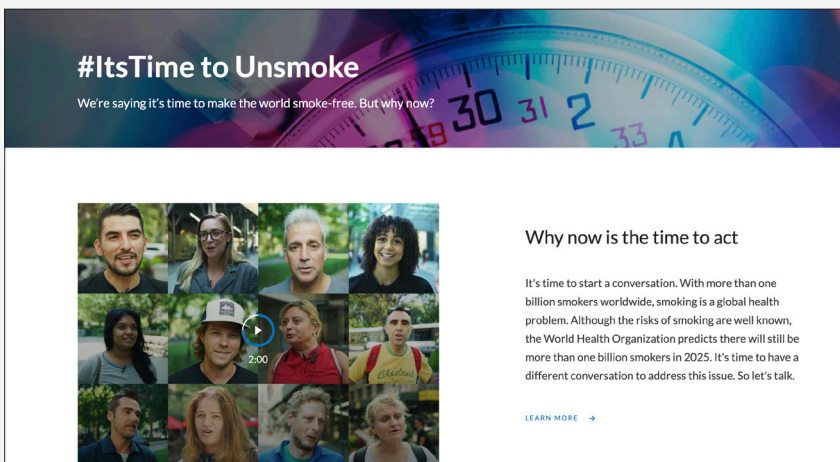 #ItsTime to Unsmoke
We're saying it's time to make the world smoke-free. But why now?
59 30 31 2 33 4
Why now is the time to act
It's time to start a conversation. With more than one
billion smokers worldwide, smoking is a global health
problem. Although the risks of smoking are well known,
the World Health Organization predicts there will still be
more than one billion smokers in 2025. It's time to have a
different conversation to address this issue. So let's talk.
2:00
LEARN MORE →